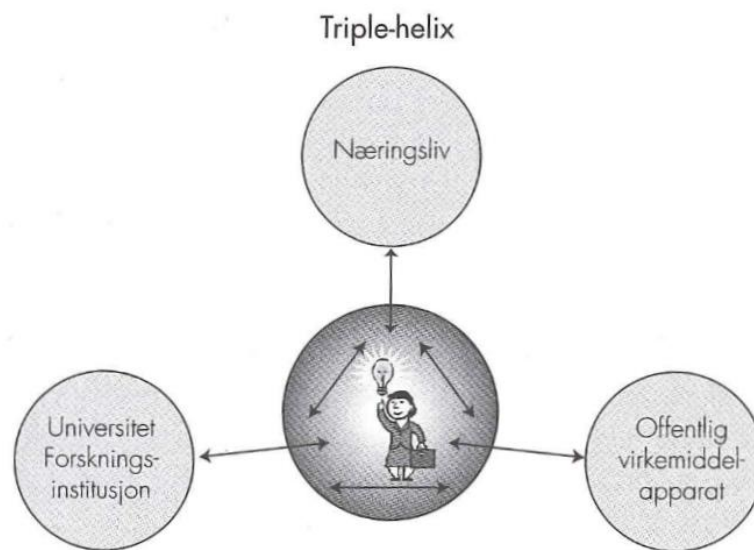 Triple-helix
Næringsliv
Universitet
Forsknings-
institusjon
Offentlig
virkemiddel-
apparat